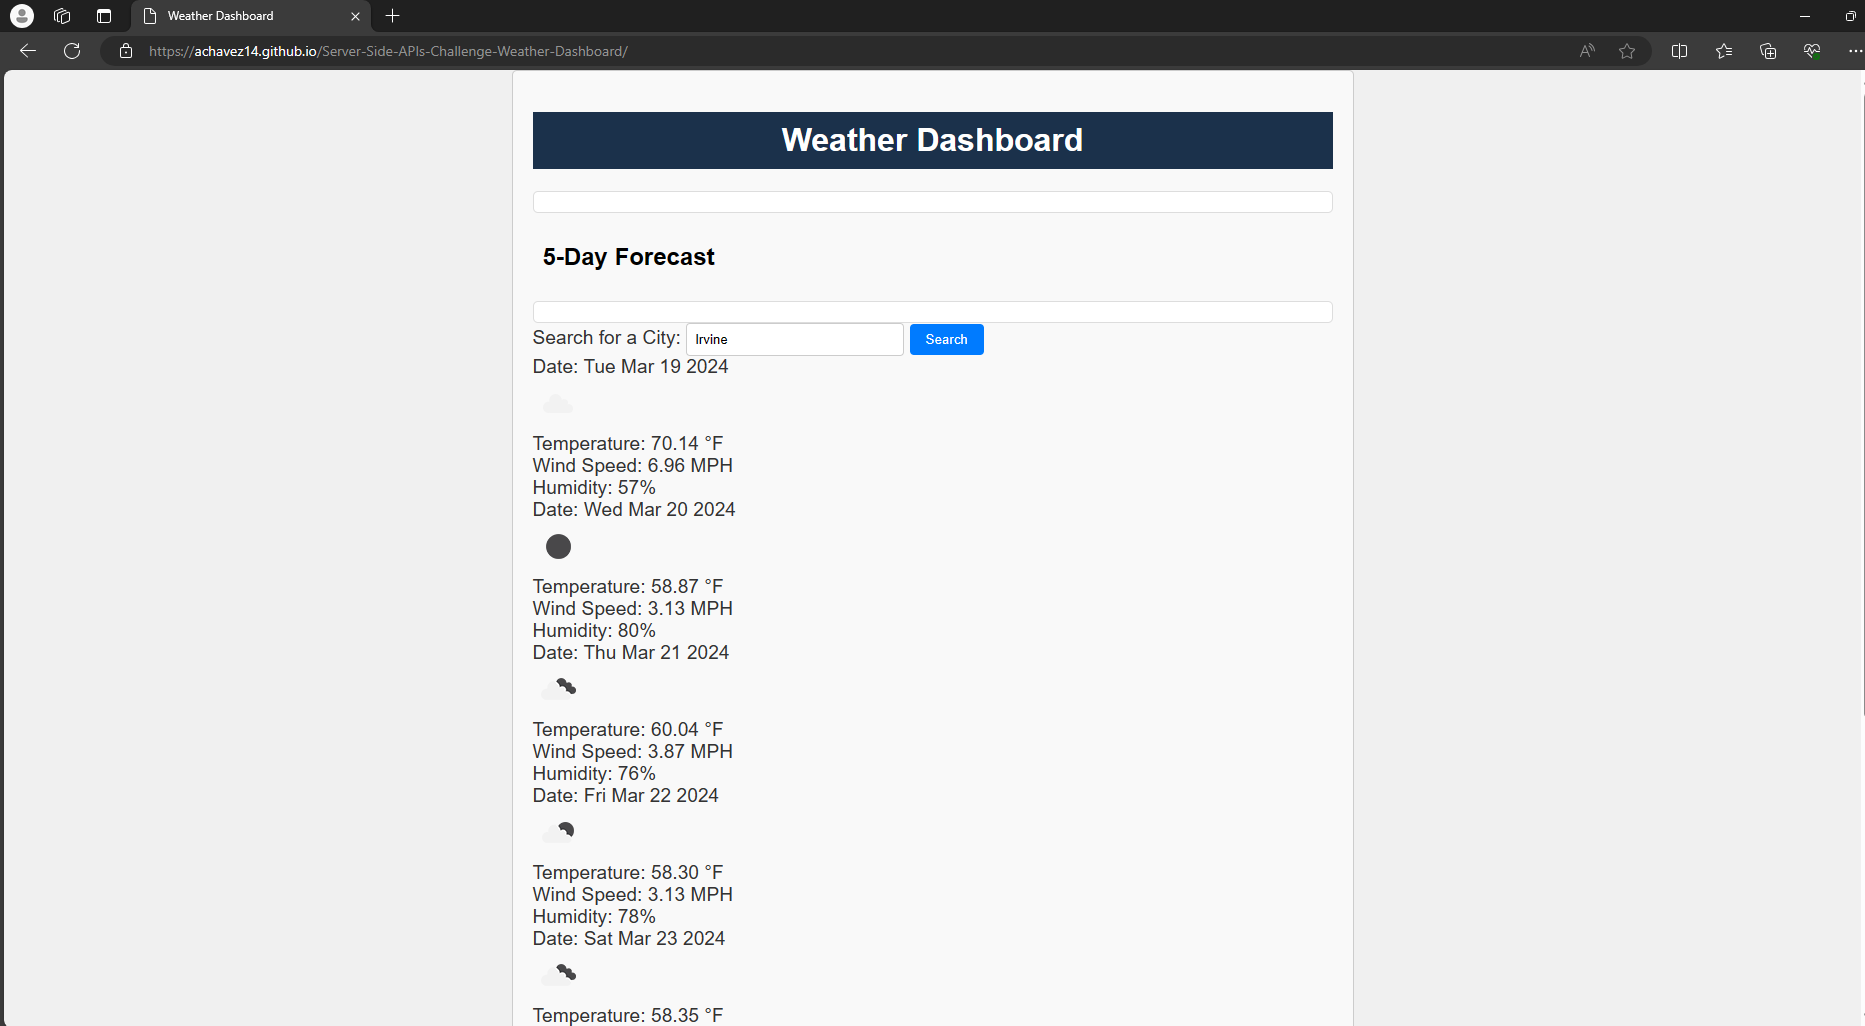 Weather Dashboard
https://achavez14.github.io/Server-Side-APIs-Challenge-Weather-Dashboard/
Weather Dashboard
5-Day Forecast
Search for a City: Irvine Search
Date: Tue Mar 19 2024
Temperature: 70.14 °F
Wind Speed: 6.96 MPH
Humidity: 57%
Date: Wed Mar 20 2024
Temperature: 58.87 °F
Wind Speed: 3.13 MPH
Humidity: 80%
Date: Thu Mar 21 2024
Temperature: 60.04 °F
Wind Speed: 3.87 MPH
Humidity: 76%
Date: Fri Mar 22 2024
Temperature: 58.30 °F
Wind Speed: 3.13 MPH
Humidity: 78%
Date: Sat Mar 23 2024
Temperature: 58.35 °F